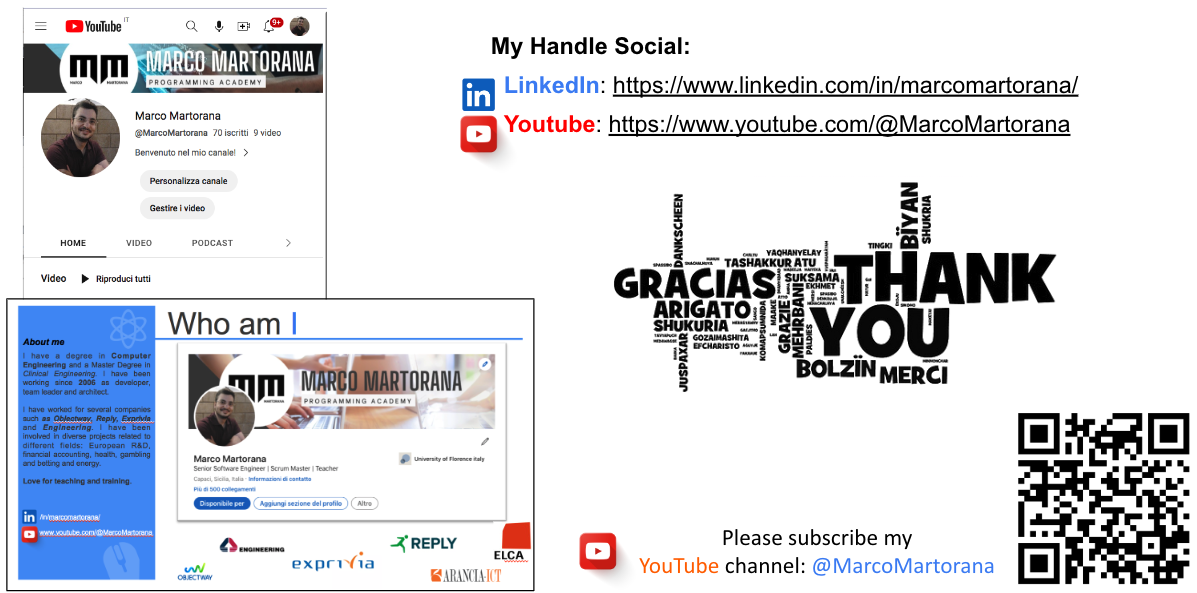 YouTube IT
9+
MARCO MARTORANA
PROGRAMMING ACADEMY
Marco Martorana
@MarcoMartorana 70 iscritti 9 video
Benvenuto nel mio canale!
Personalizza canale
Gestire i video
HOME VIDEO PODCAST
Video Riproduci tutti
My Handle Social:
LinkedIn: https://www.linkedin.com/in/marcomartorana/
Youtube: https://www.youtube.com/@MarcoMartorana
DANKSCHEEN
BİYAN
SHUKRIA
TINGKI
YAQHANYELAY
TASHAKKUR ATU
GRACIAS
SUKSAMA
EKHMET
THANK
ARIGATO
SHUKURIA
GOZAIMASHITA
EFCHARISTO
JUSPAXAR
KOMAPSUMNIDA
MAAKE
GRAZIE
MEHRBANI
PALDIES
YOU
BOLZİN
MERCI
Who am I
About me
I have a degree in Computer
Engineering and a Master Degree in
Clinical Engineering. I have been
working since 2006 as developer,
team leader and architect.
I have worked for several companies
such as Objectway, Reply, Exprivia
and Engineering. I have been
involved in diverse projects related to
different fields: European R&D,
financial accounting, health, gambling
and betting and energy.
Love for teaching and training.
/in/marcomartorana/
www.youtube.com/@MarcoMartorana
MARCO MARTORANA
PROGRAMMING ACADEMY
Marco Martorana
Senior Software Engineer | Scrum Master | Teacher
University of Florence Italy
Capaci, Sicilia, Italia · Informazioni di contatto
Più di 500 collegamenti
Disponibile per Aggiungi sezione del profilo Altro
OBJECTWAY
ENGINEERING
exprivia
REPLY
ARANCIA-ICT
ELCA
Please subscribe my
YouTube channel: @MarcoMartorana